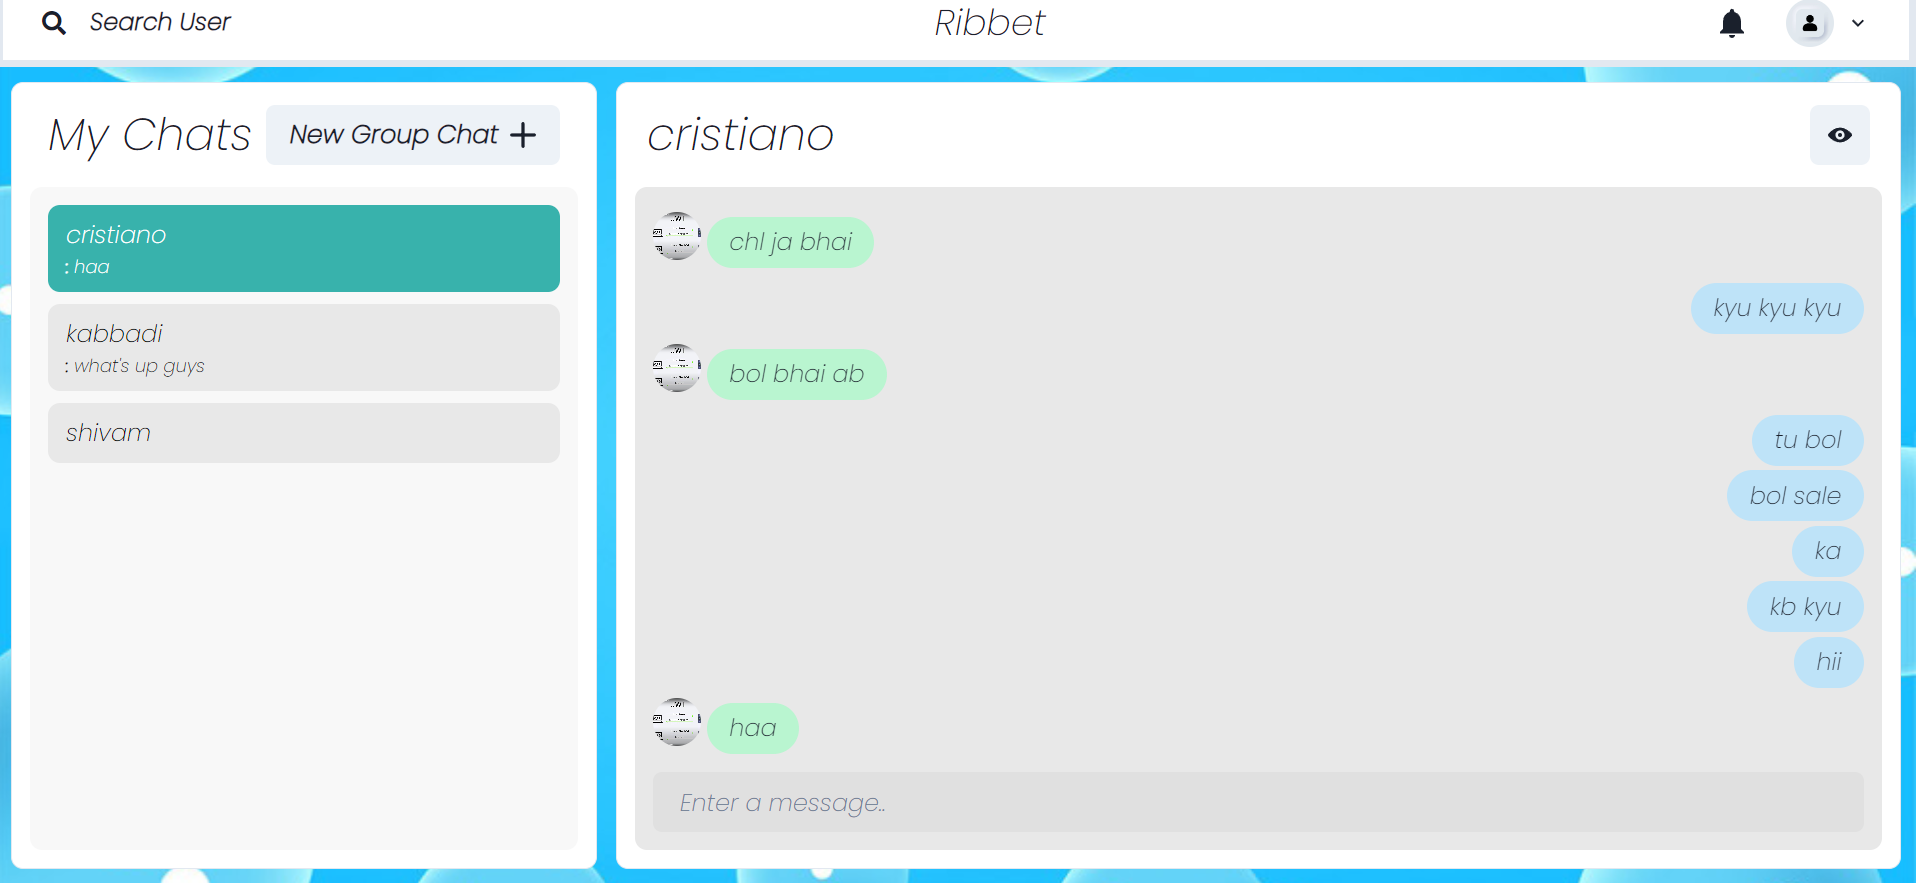 Search User
Ribbet
My Chats
New Group Chat
cristiano
: haa
kabbadi
: what's up guys
shivam
cristiano
chl ja bhai
kyu kyu kyu
bol bhai ab
tu bol
bol sale
ka
kb kyu
hii
haa
Enter a message..